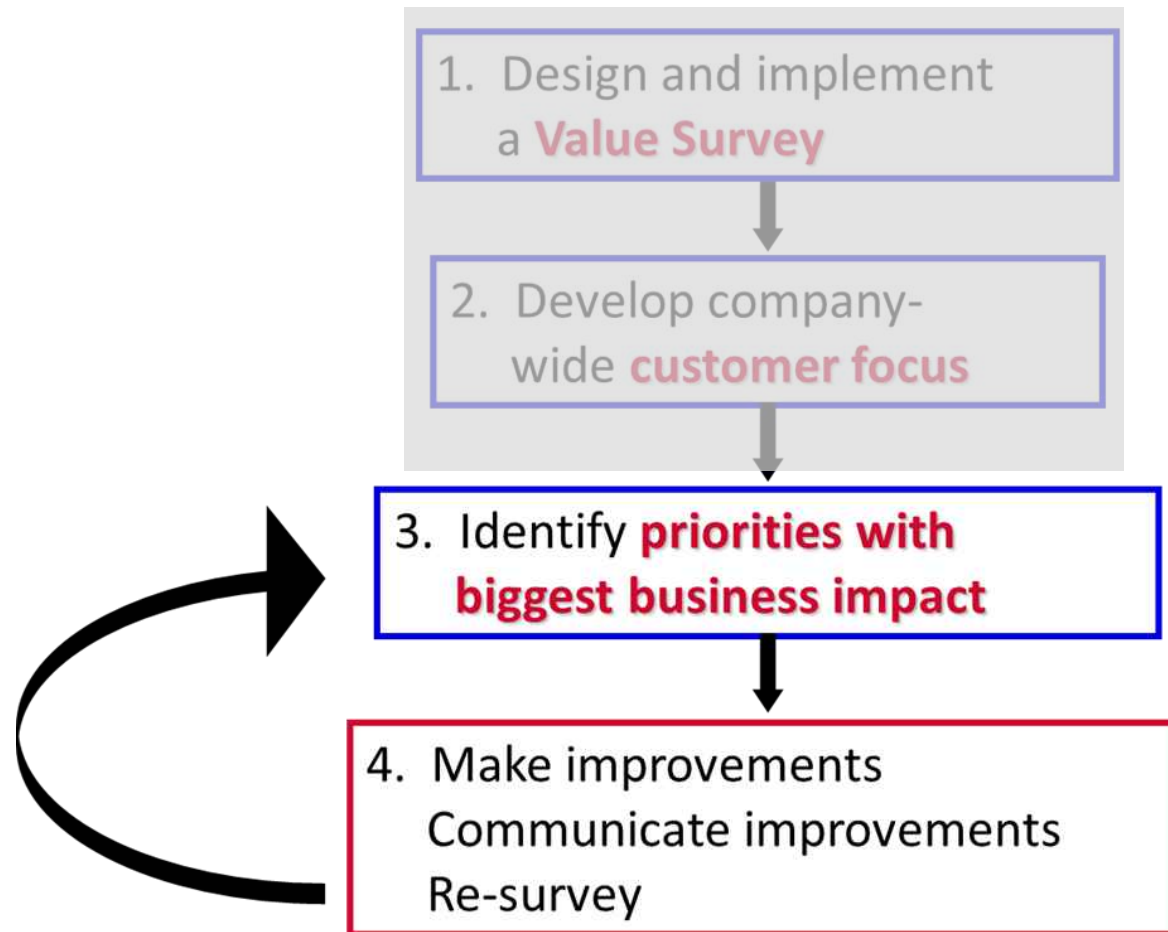 1. Design and implement
a Value Survey
2. Develop company-
wide customer focus
3. Identify priorities with
biggest business impact
4. Make improvements
Communicate improvements
Re-survey